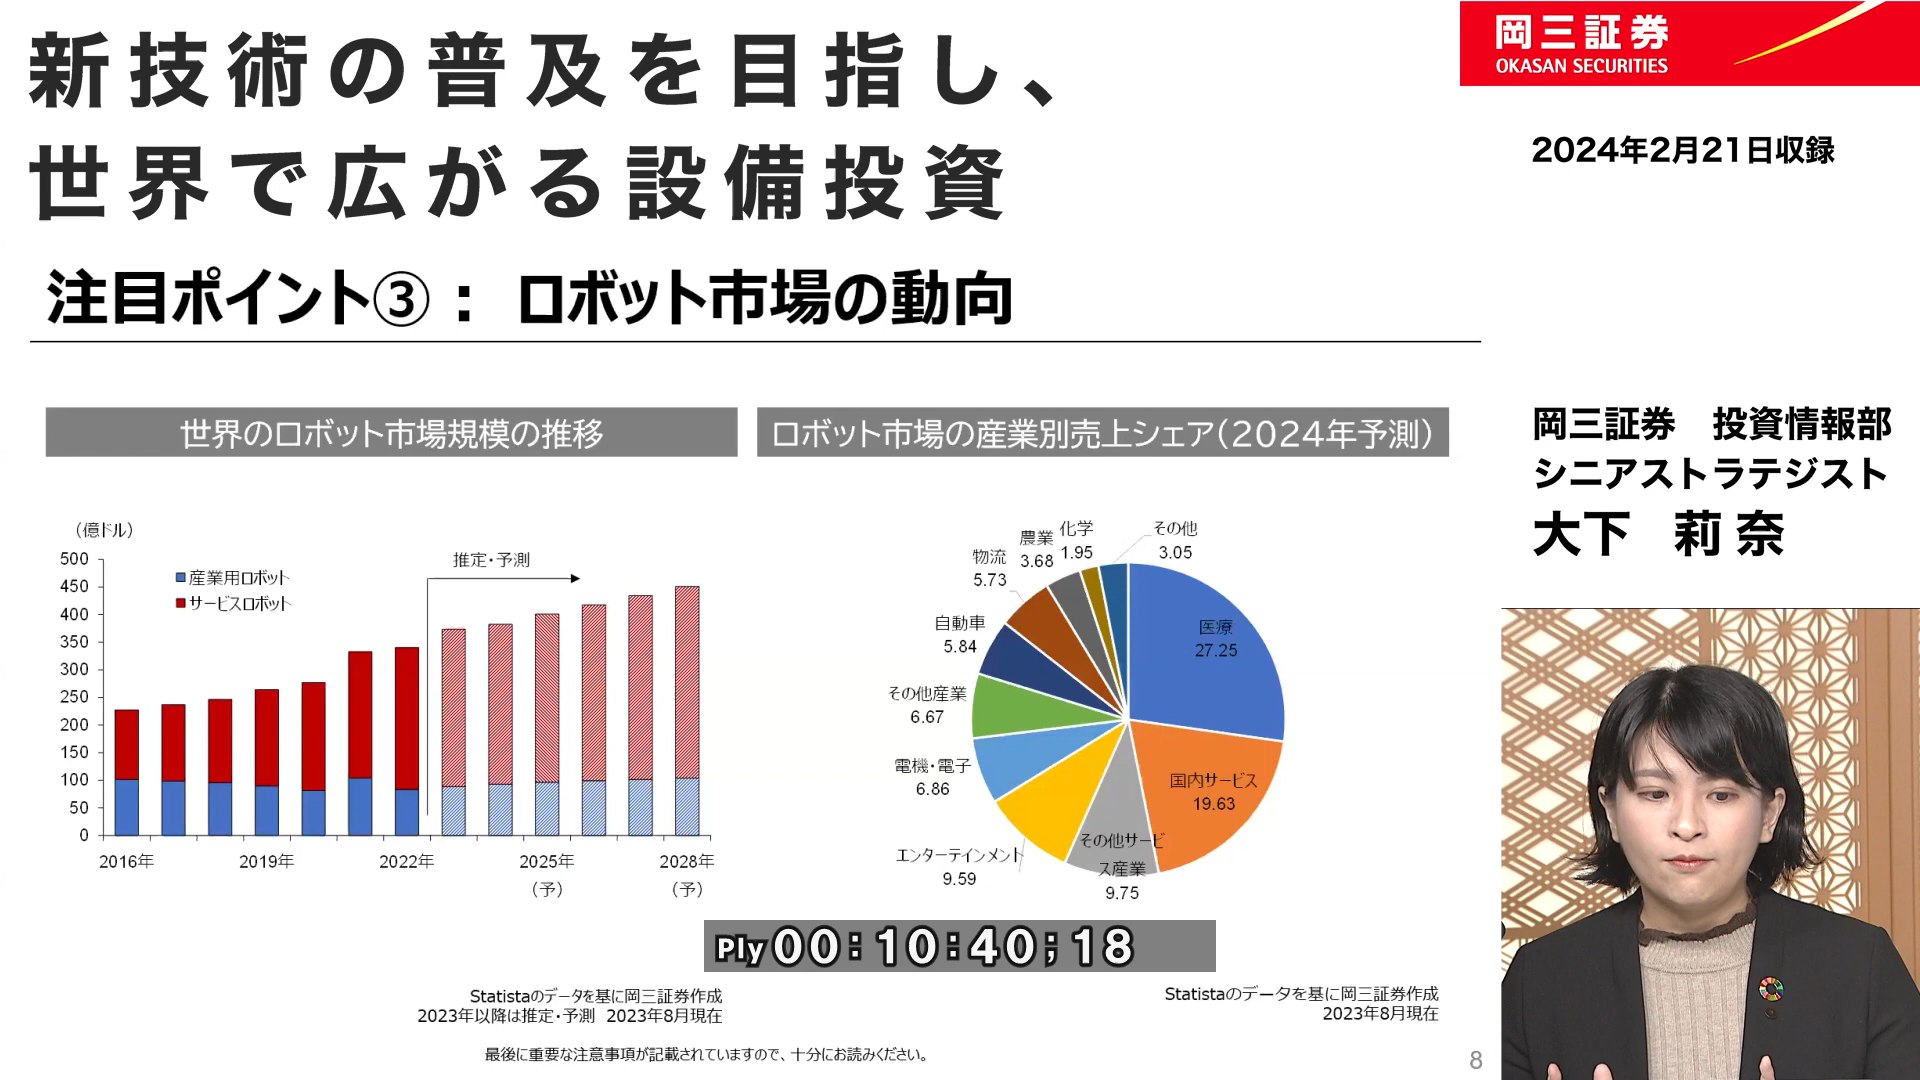 新技術の普及を目指し、
世界で広がる設備投資
岡三証券
OKASAN SECURITIES
2024年2月21日収録
注目ポイント③： ロボット市場の動向
世界のロボット市場規模の推移
（億ドル）
500
450
400
350
300
250
200
150
100
50
0
産業用ロボット
サービスロボット
推定・予測
2016年
2019年
2022年
2025年
（予）
2028年
（予）
Statistaのデータを基に岡三証券作成
2023年以降は推定・予測 2023年8月現在
ロボット市場の産業別売上シェア（2024年予測）
医療
27.25
国内サービス
19.63
その他サービ
ス産業
9.75
エンターテインメント
9.59
電機・電子
6.86
その他産業
6.67
自動車
5.84
物流
5.73
農業
3.68
化学
1.95
その他
3.05
Ply 00:10:40;18
Statistaのデータを基に岡三証券作成
2023年8月現在
最後に重要な注意事項が記載されていますので、十分にお読みください。
8
岡三証券 投資情報部
シニアストラテジスト
大下 莉奈